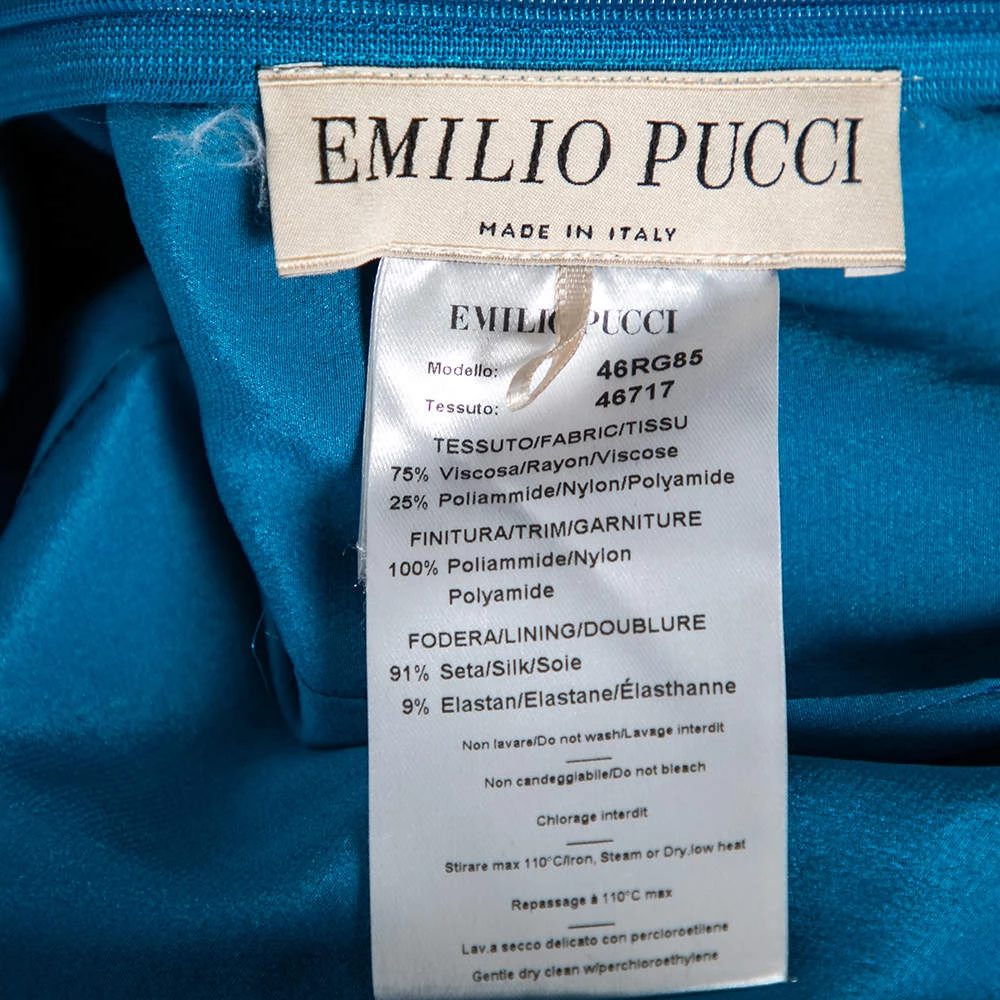 EMILIO PUCCI
MADE IN ITALY
EMILIO PUCCI
Modello: 46RG85
Tessuto: 46717
TESSUTO/FABRIC/TISSU
75% Viscosa/Rayon/Viscose
25% Poliammide/Nylon/Polyamide
FINITURA/TRIM/GARNITURE
100% Poliammide/Nylon
Polyamide
FODERA/LINING/DOUBLURE
91% Seta/Silk/Soie
9% Elastan/Elastane/Élasthanne
Non lavare/Do not wash/Lavage interdit
Non candeggiabile/Do not bleach
Chlorage interdit
Stirare max 110°C/Iron, Steam or Dry,low heat
Repassage à 110°C max
Lav.a secco delicato con percloroetilene
Gentle dry clean w/perchloroethylene